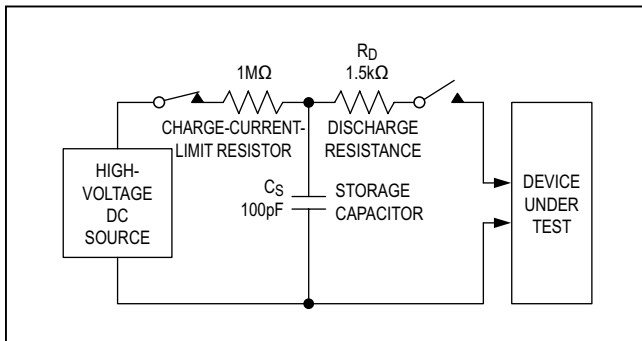 1MΩ
R_D
1.5kΩ
CHARGE-CURRENT-
LIMIT RESISTOR
DISCHARGE
RESISTANCE
HIGH-
VOLTAGE
DC
SOURCE
C_S
100pF
STORAGE
CAPACITOR
DEVICE
UNDER
TEST